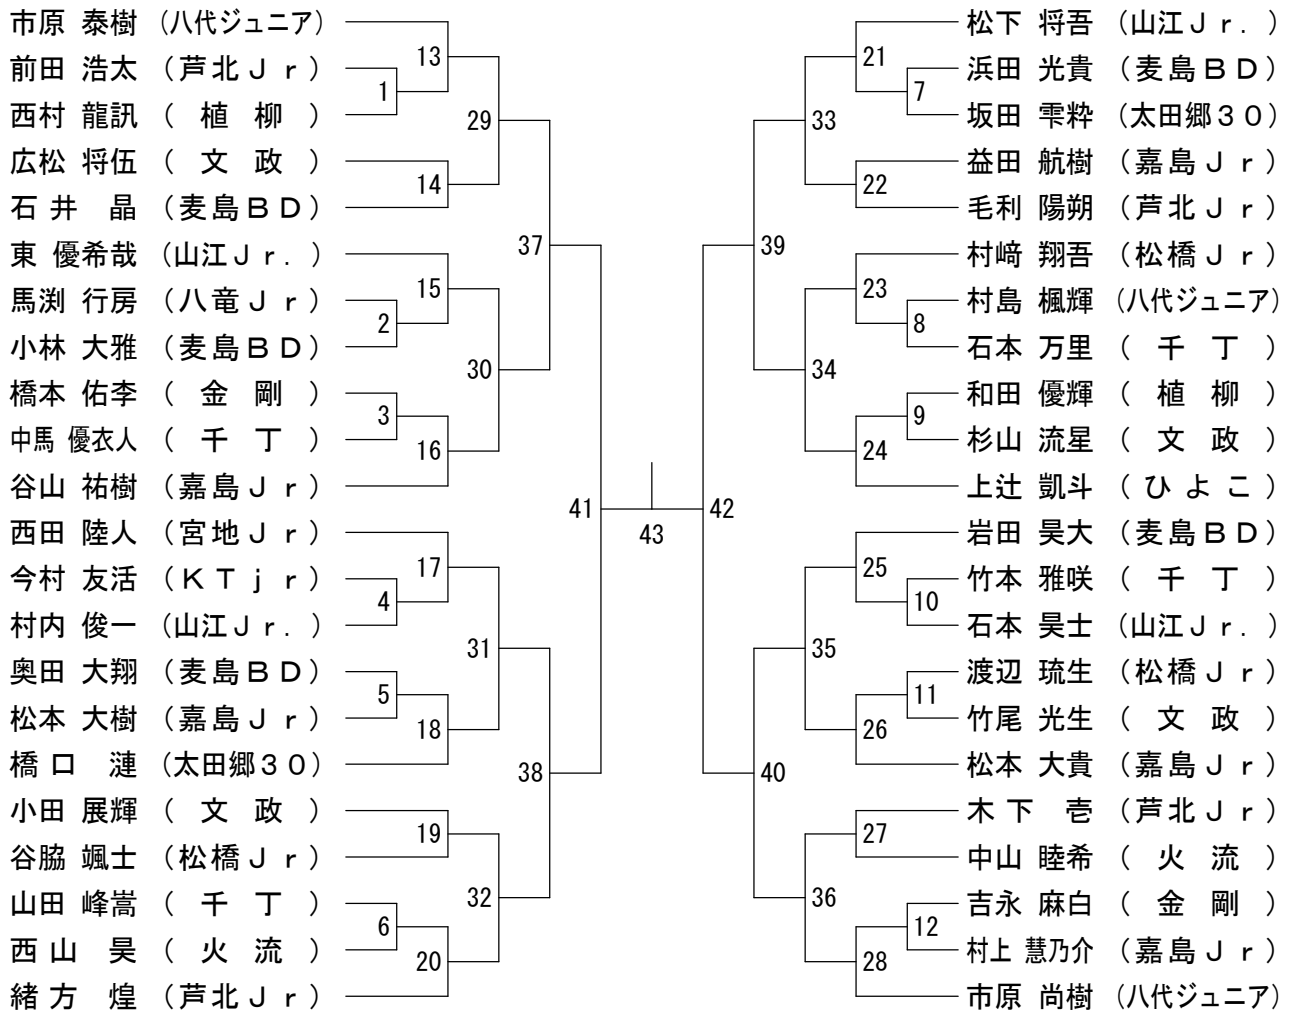 市原 泰樹 (八代ジュニア)
前田 浩太 (芦北Ｊｒ)
西村 龍訊 ( 植 柳 )
広松 将伍 ( 文 政 )
石井 晶 (麦島ＢＤ)
東 優希哉 (山江Ｊｒ.)
馬渕 行房 (八竜Ｊｒ)
小林 大雅 (麦島ＢＤ)
橋本 佑李 ( 金 剛 )
中馬 優衣人 ( 千 丁 )
谷山 祐樹 (嘉島Ｊｒ)
西田 陸人 (宮地Ｊｒ)
今村 友活 (ＫＴｊｒ)
村内 俊一 (山江Ｊｒ.)
奥田 大翔 (麦島ＢＤ)
松本 大樹 (嘉島Ｊｒ)
橋口 漣 (太田郷３０)
小田 展輝 ( 文 政 )
谷脇 颯士 (松橋Ｊｒ)
山田 峰嵩 ( 千 丁 )
西山 昊 ( 火 流 )
緒方 煌 (芦北Ｊｒ)
1
2
3
4
5
6
13
14
15
16
17
18
19
20
29
30
31
32
37
38
41
43
42
39
40
33
34
35
36
21
22
23
24
25
26
27
28
7
8
9
10
11
12
松下 将吾 (山江Ｊｒ.)
浜田 光貴 (麦島ＢＤ)
坂田 雫粋 (太田郷３０)
益田 航樹 (嘉島Ｊｒ)
毛利 陽朔 (芦北Ｊｒ)
村﨑 翔吾 (松橋Ｊｒ)
村島 楓輝 (八代ジュニア)
石本 万里 ( 千 丁 )
和田 優輝 ( 植 柳 )
杉山 流星 ( 文 政 )
上辻 凱斗 (ひよこ)
岩田 昊大 (麦島ＢＤ)
竹本 雅咲 ( 千 丁 )
石本 昊士 (山江Ｊｒ.)
渡辺 琉生 (松橋Ｊｒ)
竹尾 光生 ( 文 政 )
松本 大貴 (嘉島Ｊｒ)
木下 壱 (芦北Ｊｒ)
中山 睦希 ( 火 流 )
吉永 麻白 ( 金 剛 )
村上 慧乃介 (嘉島Ｊｒ)
市原 尚樹 (八代ジュニア)